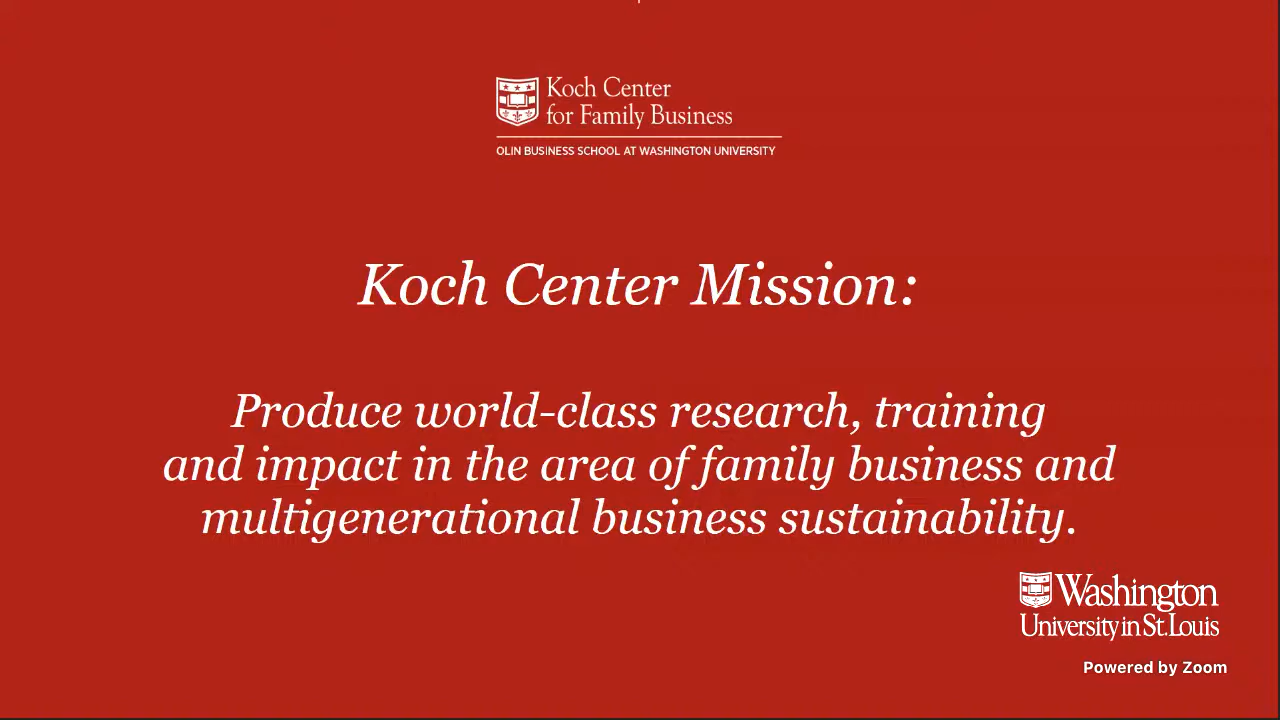 Koch Center
for Family Business
OLIN BUSINESS SCHOOL AT WASHINGTON UNIVERSITY
Koch Center Mission:
Produce world-class research, training
and impact in the area of family business and
multigenerational business sustainability.
Washington
University in St. Louis
Powered by Zoom